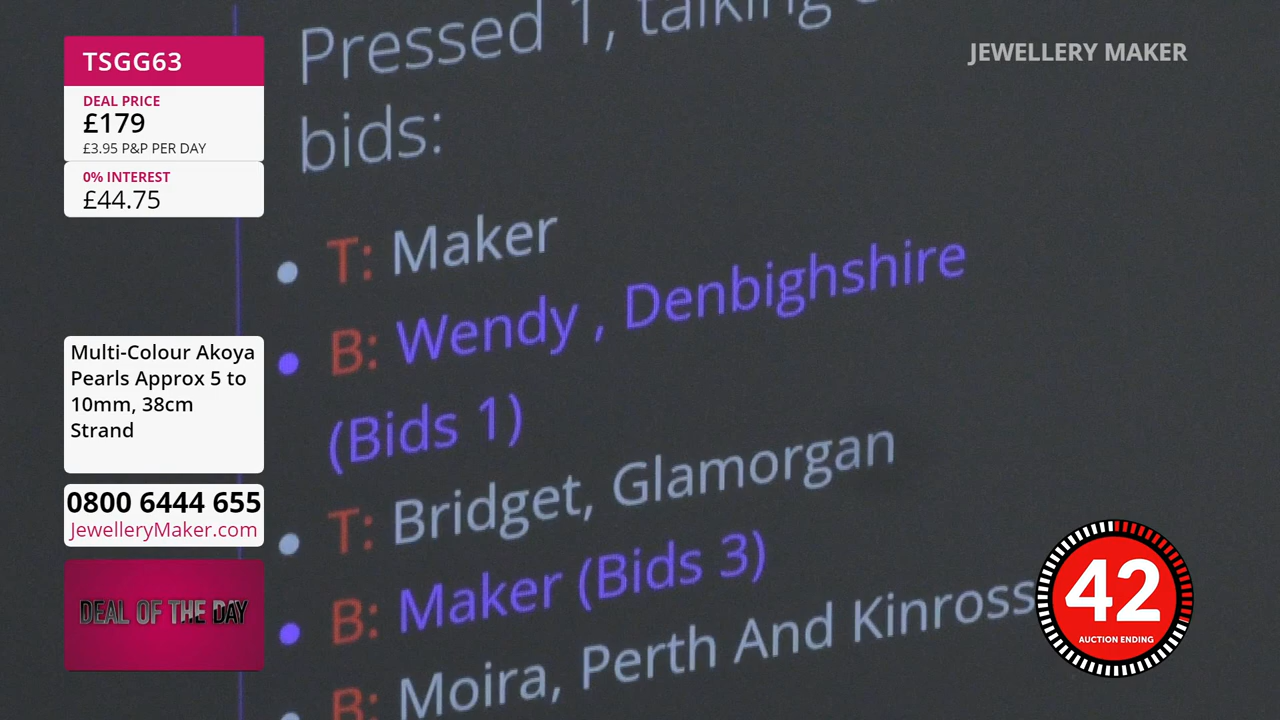 TSGG63
DEAL PRICE
£179
£3.95 P&P PER DAY
0% INTEREST
£44.75
Multi-Colour Akoya
Pearls Approx 5 to
10mm, 38cm
Strand
0800 6444 655
JewelleryMaker.com
DEAL OF THE DAY
Pressed 1, talking
bids:
• T: Maker
• B: Wendy , Denbighshire
(Bids 1)
• T: Bridget, Glamorgan
• B: Maker (Bids 3)
• B: Moira, Perth And Kinross
JEWELLERY MAKER
42
AUCTION ENDING